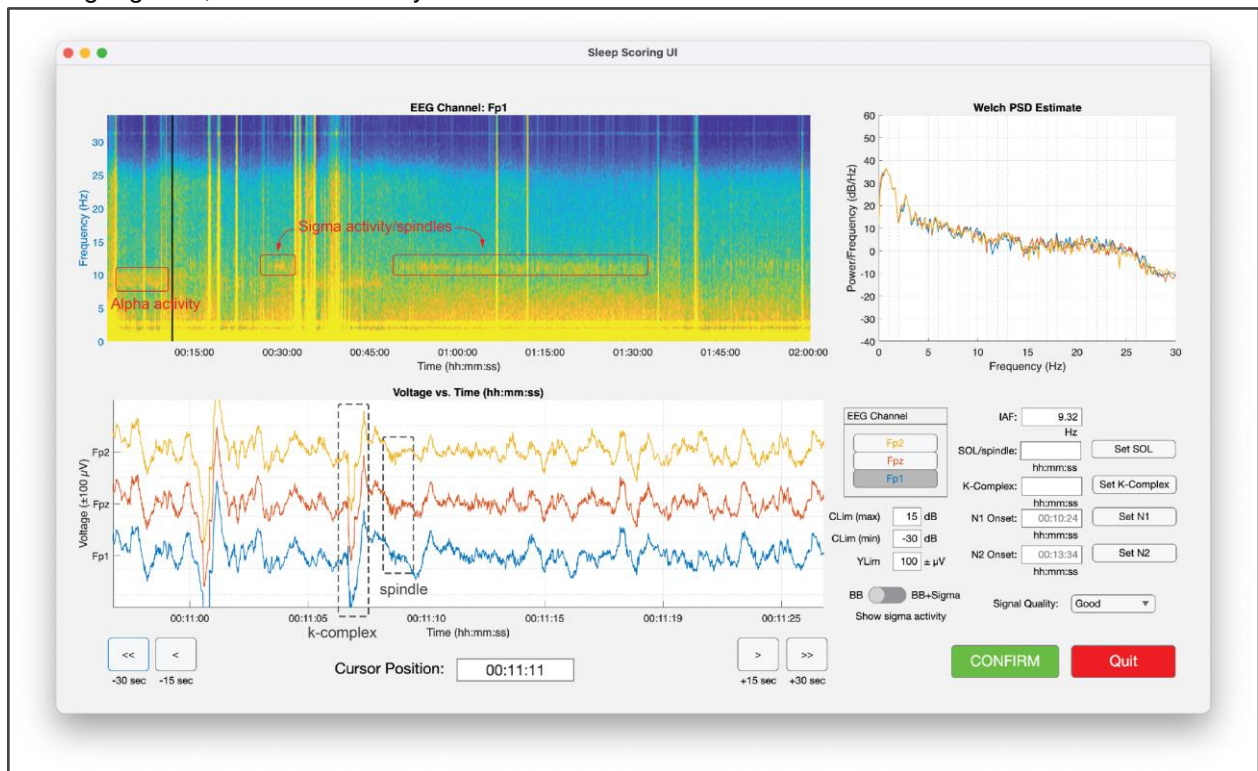 Sleep Scoring UI
EEG Channel: Fp1
Frequency (Hz)
30
25
20
15
10
5
0
Sigma activity/spindles
Alpha activity
00:15:00 00:30:00 00:45:00 01:00:00 01:15:00 01:30:00 01:45:00 02:00:00
Time (hh:mm:ss)
Welch PSD Estimate
Power/Frequency (dB/Hz)
60
50
40
30
20
10
0
-10
-20
-30
-40
0 5 10 15 20 25 30
Frequency (Hz)
Voltage vs. Time (hh:mm:ss)
Voltage (±100 µV)
Fp2
Fpz
Fp1
k-complex
spindle
00:11:00 00:11:05 00:11:10 00:11:15 00:11:19 00:11:25
Time (hh:mm:ss)
EEG Channel
Fp2
Fpz
Fp1
CLim (max) 15 dB
CLim (min) -30 dB
YLim 100 ± µV
BB BB+Sigma
Show sigma activity
IAF: 9.32
Hz
SOL/spindle: Set SOL
hh:mm:ss
K-Complex: Set K-Complex
hh:mm:ss
N1 Onset: 00:10:24 Set N1
hh:mm:ss
N2 Onset: 00:13:34 Set N2
hh:mm:ss
Signal Quality: Good
<< <
-30 sec -15 sec
Cursor Position: 00:11:11
> >>
+15 sec +30 sec
CONFIRM Quit